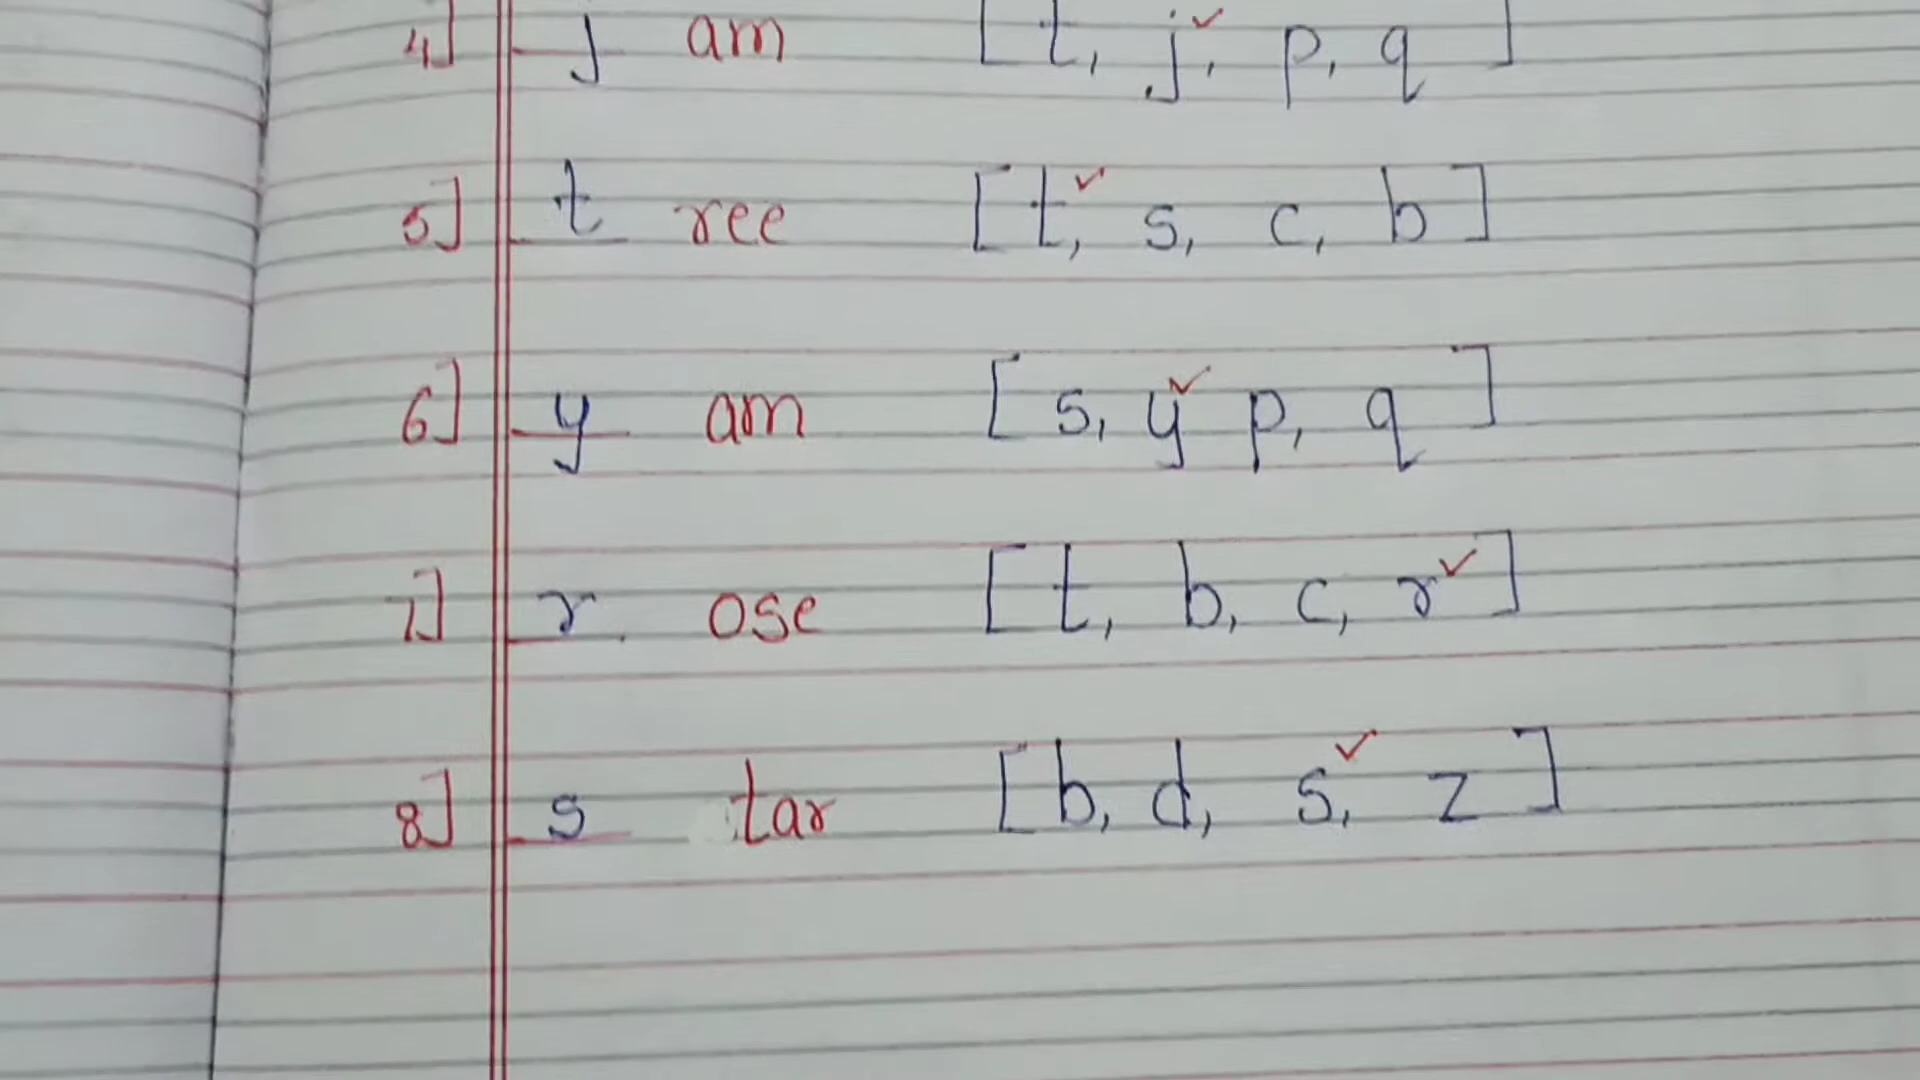 4] j am [t, j✓, p, q]
5] t ree [t✓, s, c, b]
6] y am [s, y✓ p, q]
7] r ose [t, b, c, r✓]
8] s tar [b, d, s✓, z]